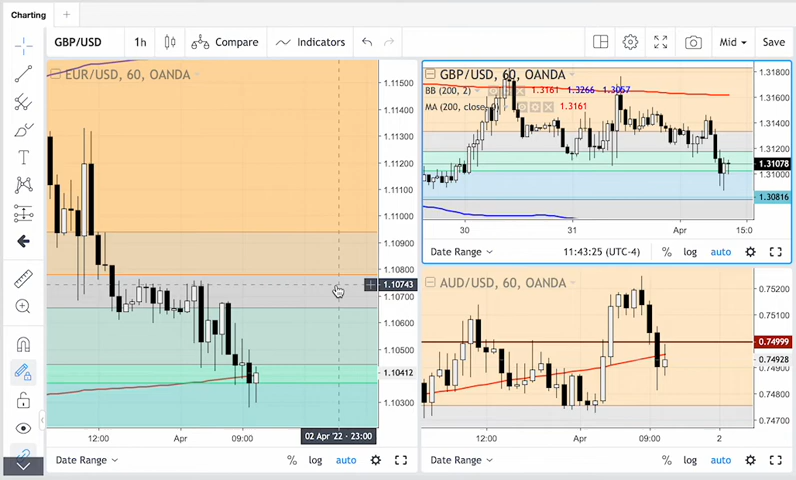 Charting
+
GBP/USD 1h Compare Indicators Mid Save
EUR/USD, 60, OANDA
1.11500
1.11300
1.11200
1.11100
1.11000
1.10900
1.10800
1.10743
1.10700
1.10600
1.10500
1.10412
1.10300
12:00 Apr 09:00 02 Apr '22 · 23:00
Date Range % log auto
GBP/USD, 60, OANDA
BB (200, 2) 1.3161 1.3266 1.3057
MA (200, close, 0) 1.3161
1.31800
1.31600
1.31400
1.31200
1.31078
1.31000
1.30816
30 31 Apr 15:0
Date Range 11:43:25 (UTC-4) % log auto
AUD/USD, 60, OANDA
0.75200
0.75100
0.74999
0.74928
0.74800
0.74700
12:00 Apr 09:00 2
Date Range % log auto